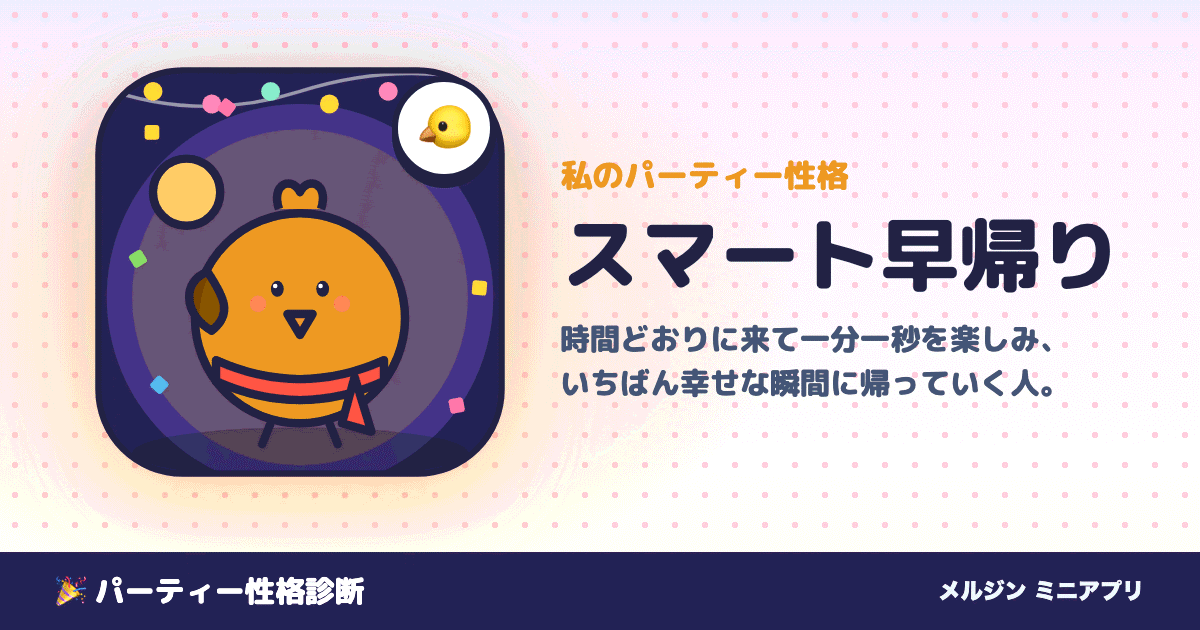 私のパーティー性格
スマート早帰り
時間どおりに来て一分一秒を楽しみ、
いちばん幸せな瞬間に帰っていく人。
パーティー性格診断
メルジン ミニアプリ